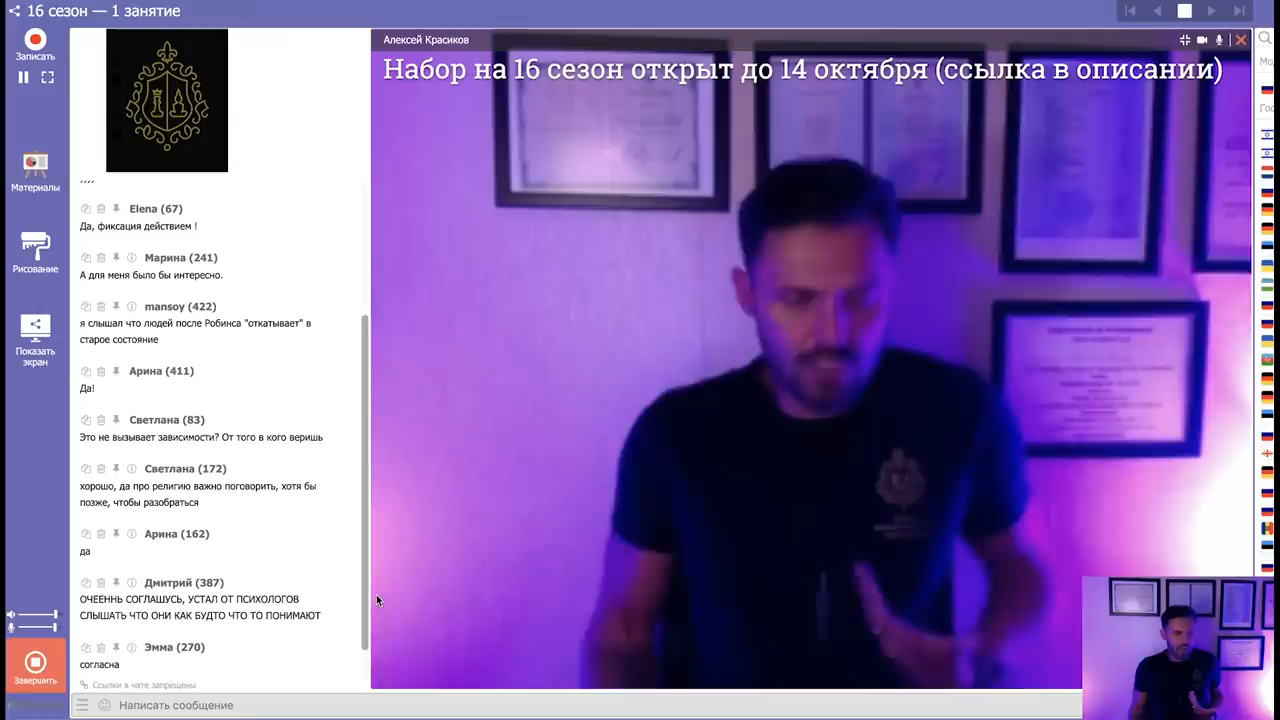 16 сезон — 1 занятие
Записать
Материалы
Рисование
Показать
экран
Завершить
Elena (67)
Да, фиксация действием !
Марина (241)
А для меня было бы интересно.
mansoy (422)
я слышал что людей после Робинса "откатывает" в
старое состояние
Арина (411)
Да!
Светлана (83)
Это не вызывает зависимости? От того в кого веришь
Светлана (172)
хорошо, да про религию важно поговорить, хотя бы
позже, чтобы разобраться
Арина (162)
да
Дмитрий (387)
ОЧЕЕННЬ СОГЛАШУСЬ, УСТАЛ ОТ ПСИХОЛОГОВ
СЛЫШАТЬ ЧТО ОНИ КАК БУДТО ЧТО ТО ПОНИМАЮТ
Эмма (270)
согласна
Ссылки в чате запрещены
Написать сообщение
Алексей Красиков
Набор на 16 сезон открыт до 14 октября (ссылка в описании)